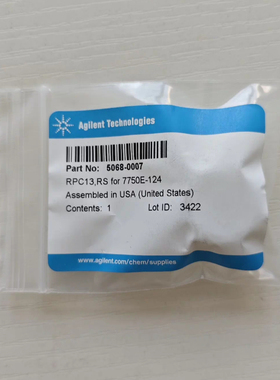 Agilent Technologies
Part No: 5068-0007
RPC13,RS for 7750E-124
Assembled in USA (United States)
Contents: 1 Lot ID: 3422
www.agilent.com/chem/supplies